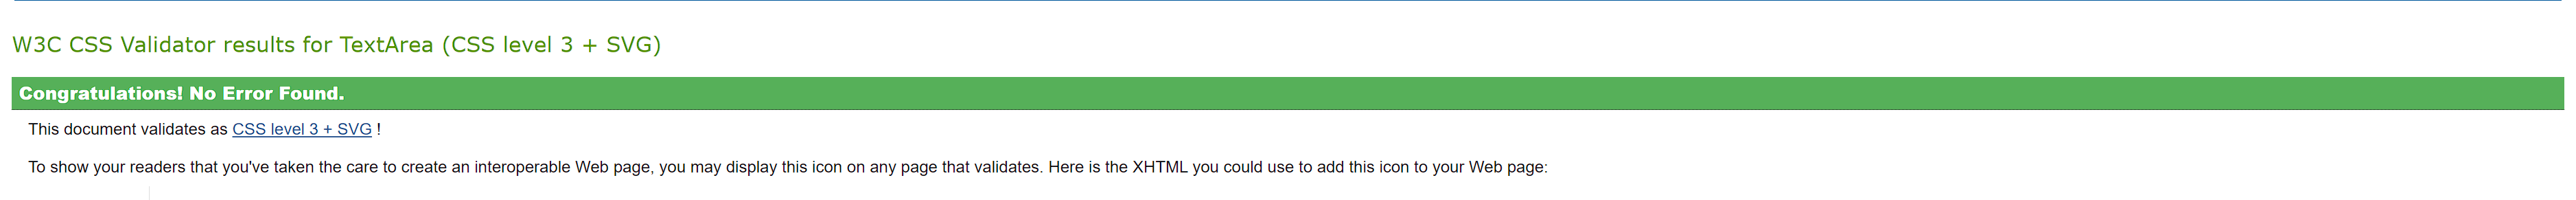 W3C CSS Validator results for TextArea (CSS level 3 + SVG)
Congratulations! No Error Found.
This document validates as CSS level 3 + SVG !
To show your readers that you've taken the care to create an interoperable Web page, you may display this icon on any page that validates. Here is the XHTML you could use to add this icon to your Web page: